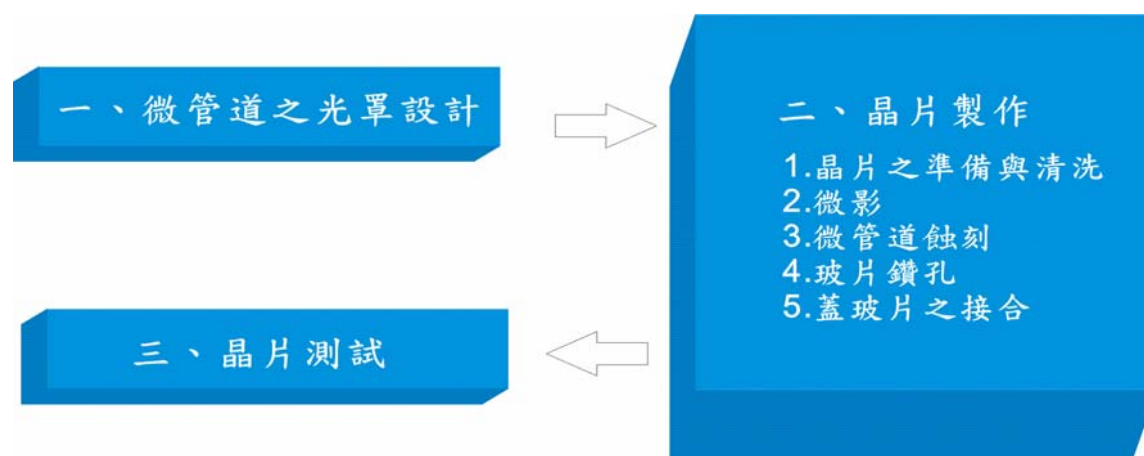 一、微管道之光罩設計
二、晶片製作
1.晶片之準備與清洗
2.微影
3.微管道蝕刻
4.玻片鑽孔
5.蓋玻片之接合
三、晶片測試